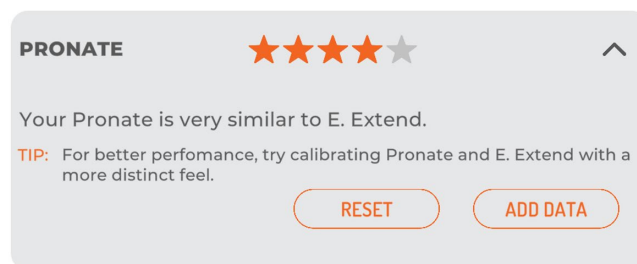 PRONATE
Your Pronate is very similar to E. Extend.
TIP: For better perfomance, try calibrating Pronate and E. Extend with a
more distinct feel.
RESET ADD DATA